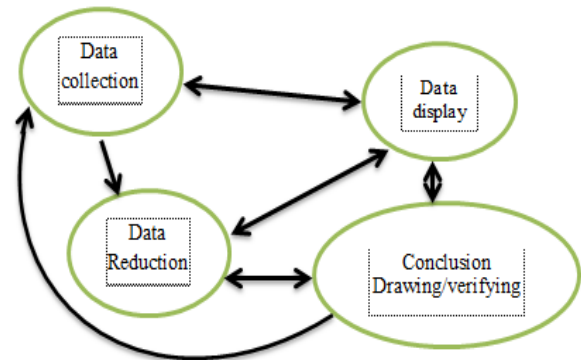 Data
collection
Data
display
Data
Reduction
Conclusion
Drawing/verifying